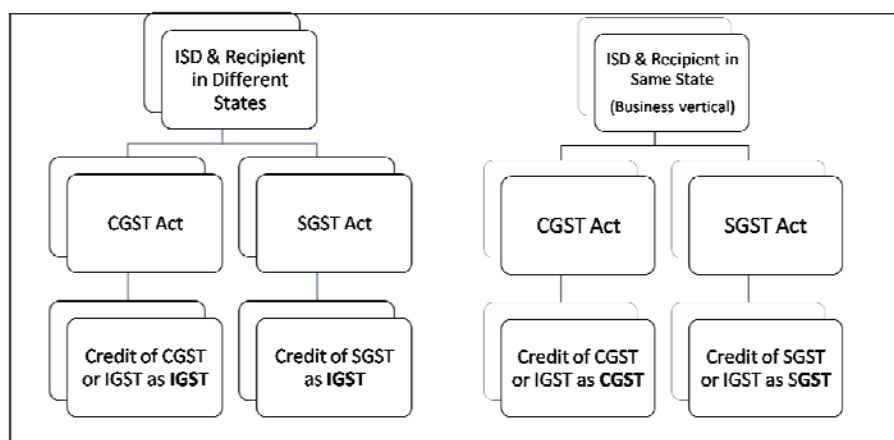 ISD & Recipient
in Different
States
ISD & Recipient in
Same State
(Business vertical)
CGST Act
SGST Act
CGST Act
SGST Act
Credit of CGST
or IGST as IGST
Credit of SGST
as IGST
Credit of CGST
or IGST as CGST
Credit of SGST
or IGST as SGST